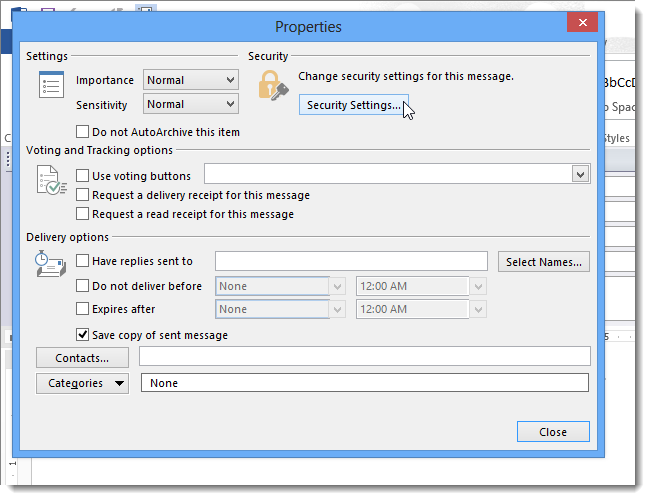 Properties
Settings
Security
Importance Normal
Change security settings for this message.
Sensitivity Normal
Security Settings...
Do not AutoArchive this item
Voting and Tracking options
Use voting buttons
Request a delivery receipt for this message
Request a read receipt for this message
Delivery options
Have replies sent to
Select Names...
Do not deliver before None 12:00 AM
Expires after None 12:00 AM
Save copy of sent message
Contacts...
Categories None
Close
BbCcD
Spac
Styles
5
1